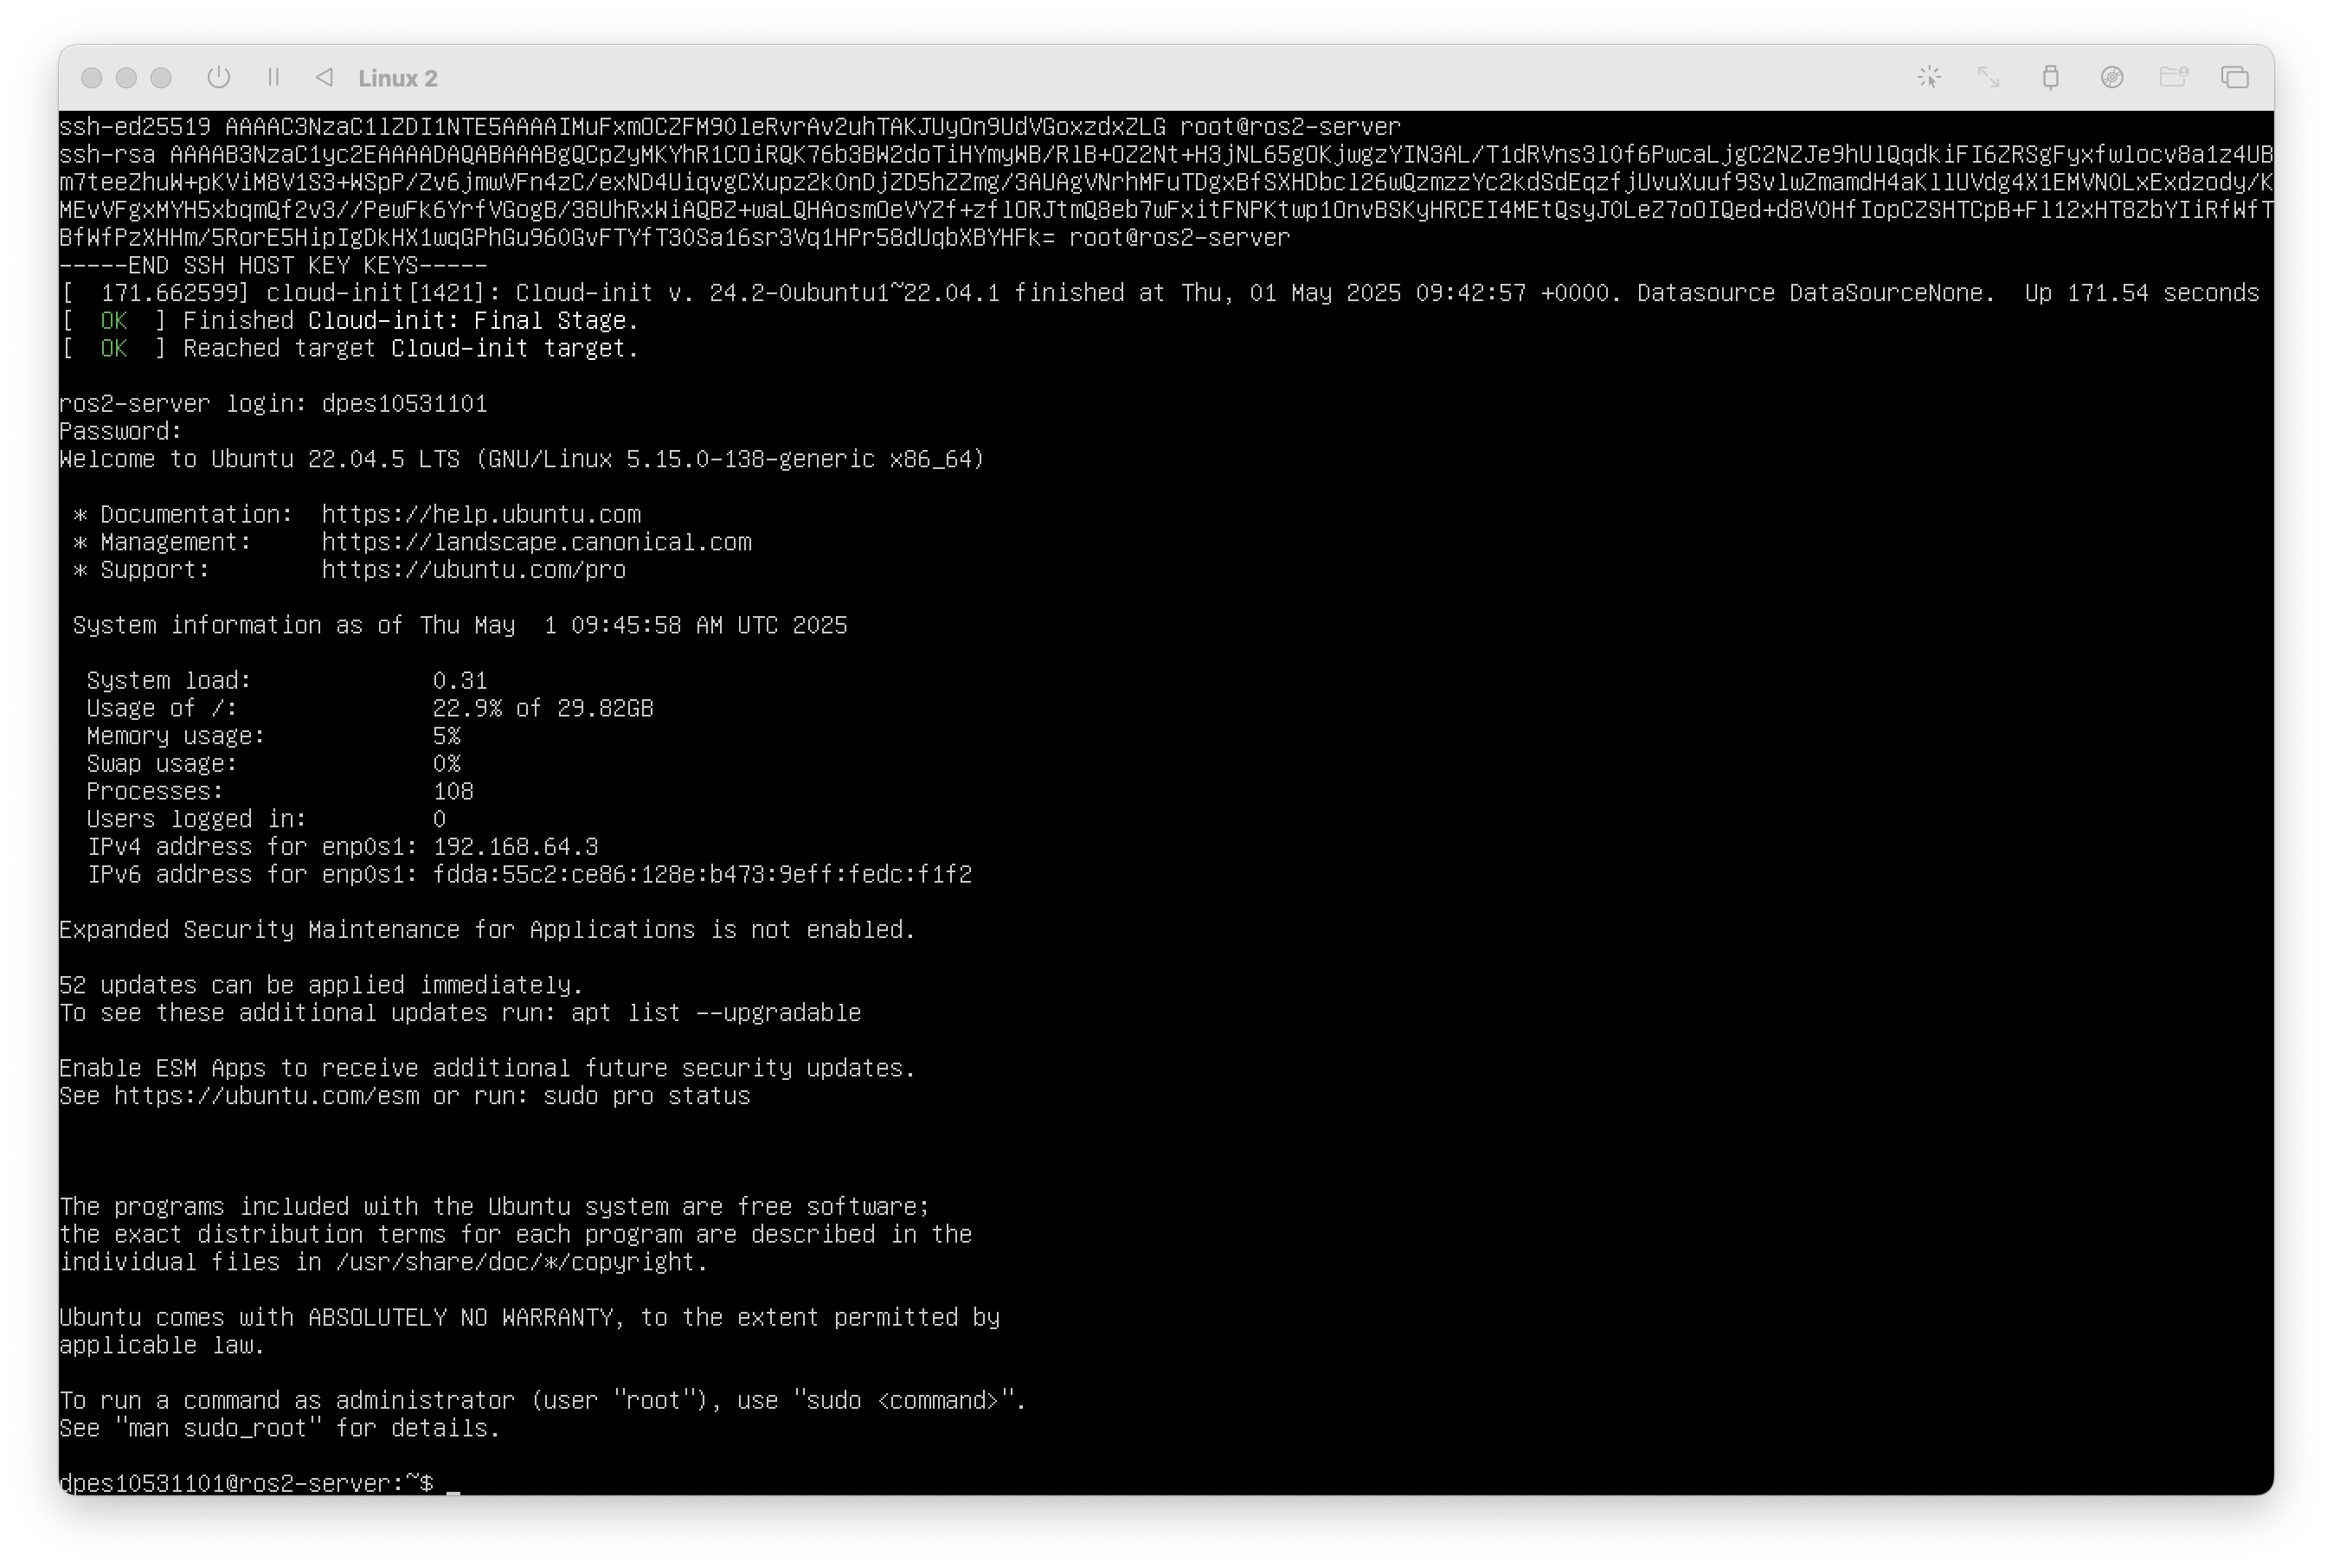 Linux 2
ssh-ed25519 AAAAC3NzaC1lZDI1NTE5AAAAIMuFxmOCZFM9OleRvrAv2uhTAKJUyOn9UdVGoxzdxZLG root@ros2-server
ssh-rsa AAAAB3NzaC1yc2EAAAADAQABAAABgQCpZyMKYhR1COiRQK76b3BW2doTiHYmyWB/RlB+OZ2Nt+H3jNL65gOKjwgzYIN3AL/T1dRVns3lOf6PwcaLjgC2NZJe9hUlQqdkiFI6ZRSgFyxfwlocv8a1z4UB
m7teeZhuW+pKViM8V1S3+WSpP/Zv6jmwVFn4zC/exND4UiqvgCXupz2kOnDjZD5hZZmg/3AUAgVNrhMFuTDgxBfSXHDbcl26wQzmzzYc2kdSdEqzfjUvuXuuf9SvlwZmamdH4aKllUVdg4X1EMVNOLxExdzody/K
MEvVFgxMYH5xbqmQf2v3//PewFk6YrfVGogB/38UhRxWiAQBZ+waLQHAosmOeVYZf+zflORJtmQ8eb7wFxitFNPKtwp1OnvBSKyHRCEI4MEtQsyJOLeZ7oOIQed+d8VOHfIopCZSHTCpB+Fl12xHT8ZbYIiRfWfT
BfWfPzXHHm/5RorE5HipIgDkHX1wqGPhGu96OGvFTYfT3OSa16sr3Vq1HPr58dUqbXBYHFk= root@ros2-server
-----END SSH HOST KEY KEYS-----
[  171.662599] cloud-init[1421]: Cloud-init v. 24.2-0ubuntu1~22.04.1 finished at Thu, 01 May 2025 09:42:57 +0000. Datasource DataSourceNone.  Up 171.54 seconds
[  OK  ] Finished Cloud-init: Final Stage.
[  OK  ] Reached target Cloud-init target.
ros2-server login: dpes10531101
Password:
Welcome to Ubuntu 22.04.5 LTS (GNU/Linux 5.15.0-138-generic x86_64)
* Documentation:  https://help.ubuntu.com
* Management:     https://landscape.canonical.com
* Support:        https://ubuntu.com/pro
System information as of Thu May  1 09:45:58 AM UTC 2025
System load:             0.31
Usage of /:              22.9% of 29.82GB
Memory usage:            5%
Swap usage:              0%
Processes:               108
Users logged in:         0
IPv4 address for enp0s1: 192.168.64.3
IPv6 address for enp0s1: fdda:55c2:ce86:128e:b473:9eff:fedc:f1f2
Expanded Security Maintenance for Applications is not enabled.
52 updates can be applied immediately.
To see these additional updates run: apt list --upgradable
Enable ESM Apps to receive additional future security updates.
See https://ubuntu.com/esm or run: sudo pro status
The programs included with the Ubuntu system are free software;
the exact distribution terms for each program are described in the
individual files in /usr/share/doc/*/copyright.
Ubuntu comes with ABSOLUTELY NO WARRANTY, to the extent permitted by
applicable law.
To run a command as administrator (user "root"), use "sudo <command>".
See "man sudo_root" for details.
dpes10531101@ros2-server:~$ _